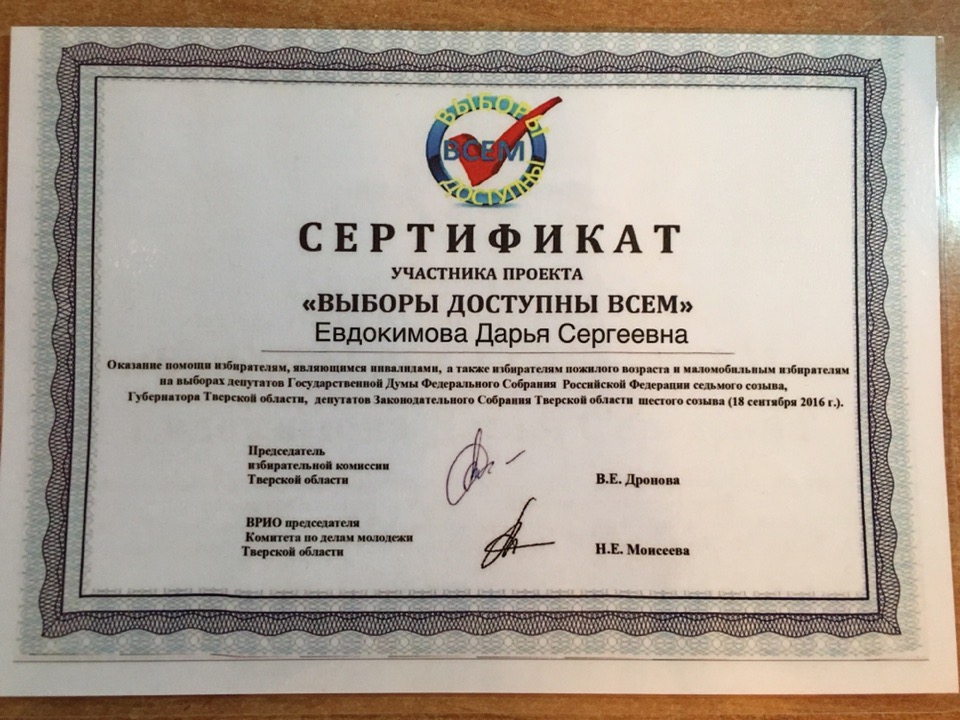 ВЫБОРЫ
ВСЕМ
ДОСТУПНЫ
СЕРТИФИКАТ
УЧАСТНИКА ПРОЕКТА
«ВЫБОРЫ ДОСТУПНЫ ВСЕМ»
Евдокимова Дарья Сергеевна
Оказание помощи избирателям, являющимся инвалидами, а также избирателям пожилого возраста и маломобильным избирателям
на выборах депутатов Государственной Думы Федерального Собрания Российской Федерации седьмого созыва,
Губернатора Тверской области, депутатов Законодательного Собрания Тверской области шестого созыва (18 сентября 2016 г.).
Председатель
избирательной комиссии
Тверской области
В.Е. Дронова
ВРИО председателя
Комитета по делам молодежи
Тверской области
Н.Е. Моисеева